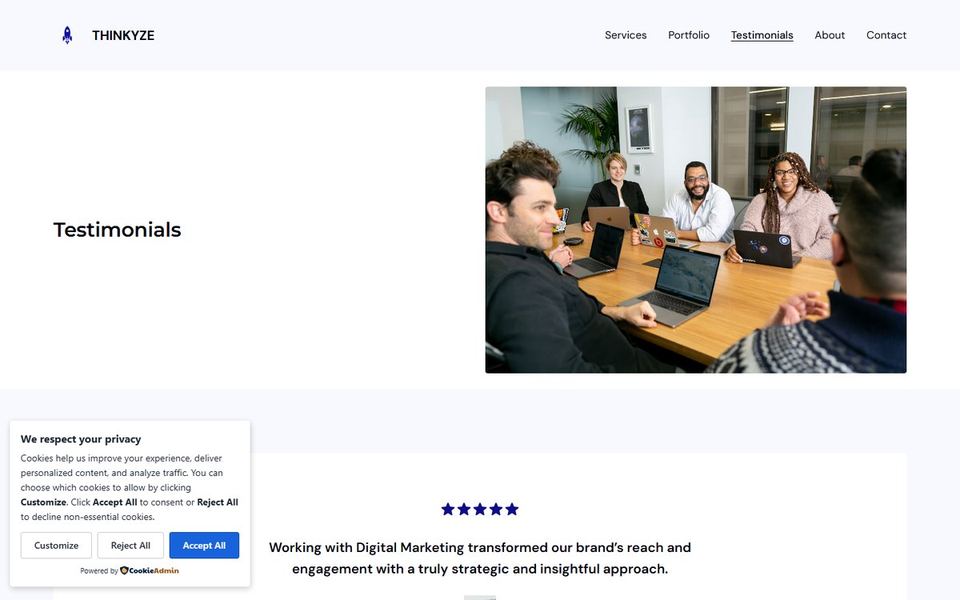 THINKYZE
Services
Portfolio
Testimonials
About
Contact
Testimonials
We respect your privacy
Cookies help us improve your experience, deliver
personalized content, and analyze traffic. You can
choose which cookies to allow by clicking
Customize. Click Accept All to consent or Reject All
to decline non-essential cookies.
Customize
Reject All
Accept All
Powered by CookieAdmin
Working with Digital Marketing transformed our brand’s reach and
engagement with a truly strategic and insightful approach.